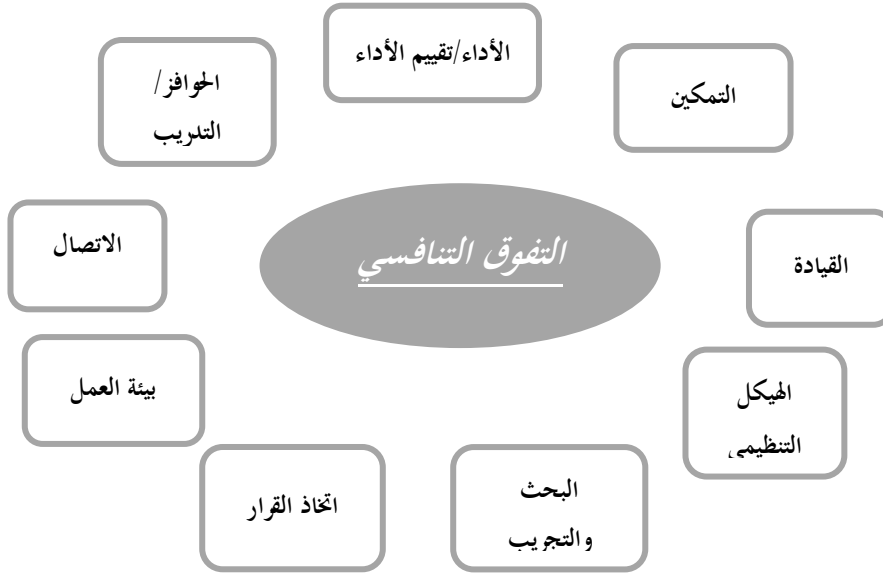 الأداء/تقييم الأداء
التمكين
الحوافز/
التدريب
الاتصال
التفوق التنافسي
القيادة
بيئة العمل
الهيكل
التنظيمي
اتخاذ القرار
البحث
والتجريب